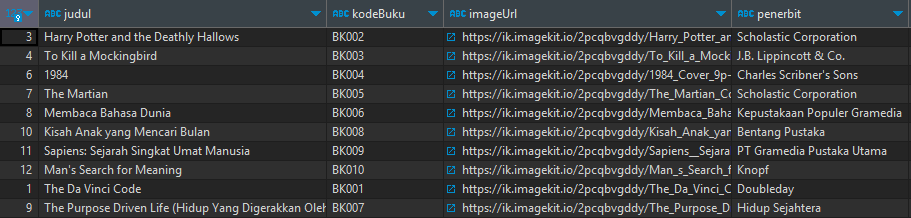 ABC judul ABC kodeBuku ABC imageUrl ABC penerbit
3 Harry Potter and the Deathly Hallows BK002 https://ik.imagekit.io/2pcqbvgddy/Harry_Potter_ar Scholastic Corporation
4 To Kill a Mockingbird BK003 https://ik.imagekit.io/2pcqbvgddy/To_Kill_a_Mock J.B. Lippincott & Co.
6 1984 BK004 https://ik.imagekit.io/2pcqbvgddy/1984_Cover_9p- Charles Scribner's Sons
7 The Martian BK005 https://ik.imagekit.io/2pcqbvgddy/The_Martian_C Scholastic Corporation
8 Membaca Bahasa Dunia BK006 https://ik.imagekit.io/2pcqbvgddy/Membaca_Baha Kepustakaan Populer Gramedia
10 Kisah Anak yang Mencari Bulan BK008 https://ik.imagekit.io/2pcqbvgddy/Kisah_Anak_yan Bentang Pustaka
11 Sapiens: Sejarah Singkat Umat Manusia BK009 https://ik.imagekit.io/2pcqbvgddy/Sapiens__Sejara PT Gramedia Pustaka Utama
12 Man's Search for Meaning BK010 https://ik.imagekit.io/2pcqbvgddy/Man_s_Search_f Knopf
1 The Da Vinci Code BK001 https://ik.imagekit.io/2pcqbvgddy/The_Da_Vinci_C Doubleday
9 The Purpose Driven Life (Hidup Yang Digerakkan Oleh BK007 https://ik.imagekit.io/2pcqbvgddy/The_Purpose_D Hidup Sejahtera